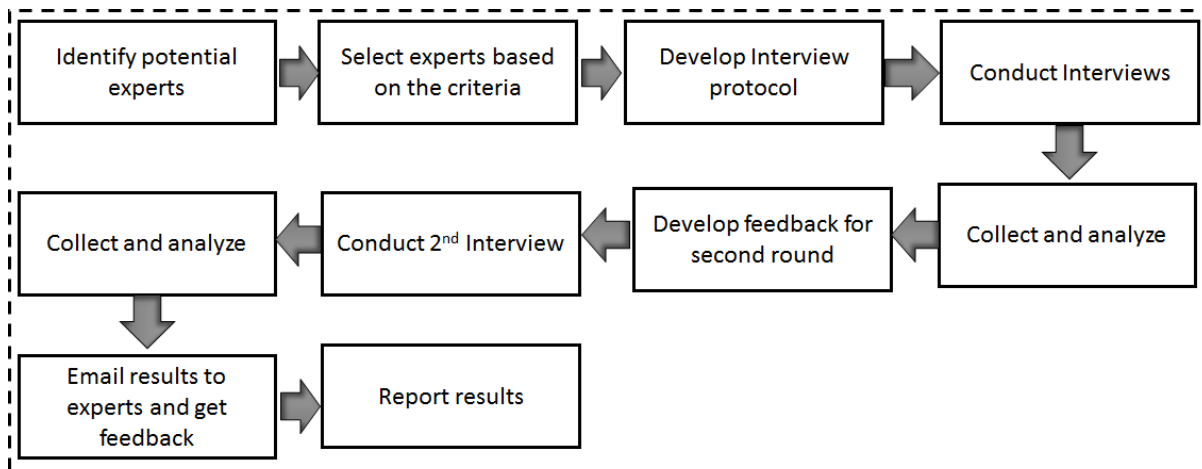 Identify potential
experts
Select experts based
on the criteria
Develop Interview
protocol
Conduct Interviews
Collect and analyze
Develop feedback for
second round
Conduct 2nd Interview
Collect and analyze
Email results to
experts and get
feedback
Report results